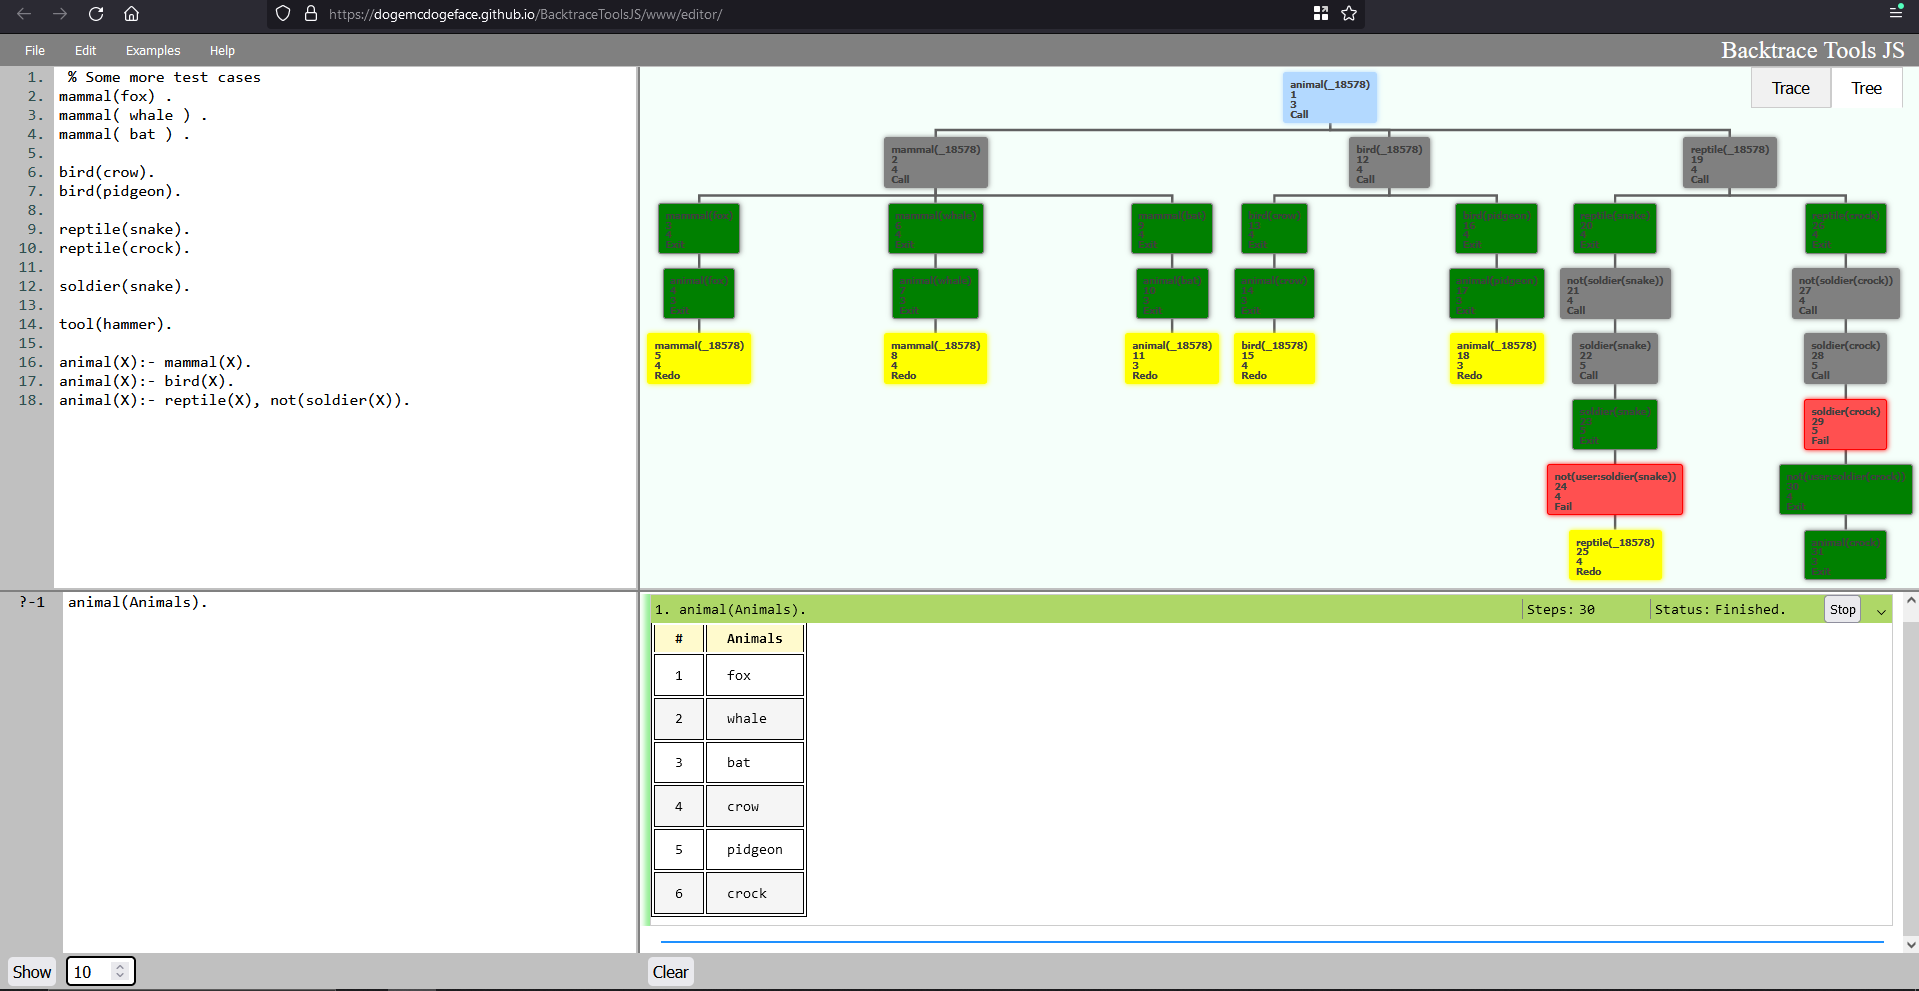 https://dogemcdogeface.github.io/BacktraceToolsJS/www/editor/
File Edit Examples Help
Backtrace Tools JS
1. % Some more test cases
2. mammal(fox) .
3. mammal( whale ) .
4. mammal( bat ) .
5.
6. bird(crow).
7. bird(pidgeon).
8.
9. reptile(snake).
10. reptile(crock).
11.
12. soldier(snake).
13.
14. tool(hammer).
15.
16. animal(X):- mammal(X).
17. animal(X):- bird(X).
18. animal(X):- reptile(X), not(soldier(X)).
Trace Tree
animal(_18578)
1
3
Call
mammal(_18578)
2
4
Call
bird(_18578)
12
4
Call
reptile(_18578)
19
4
Call
mammal(fox)
3
4
Exit
mammal(whale)
6
4
Exit
mammal(bat)
9
4
Exit
bird(crow)
13
4
Exit
bird(pidgeon)
16
4
Exit
reptile(snake)
20
4
Exit
reptile(crock)
26
4
Exit
animal(fox)
4
3
Exit
animal(whale)
7
3
Exit
animal(bat)
10
3
Exit
animal(crow)
14
3
Exit
animal(pidgeon)
17
3
Exit
not(soldier(snake))
21
4
Call
not(soldier(crock))
27
4
Call
mammal(_18578)
5
4
Redo
mammal(_18578)
8
4
Redo
animal(_18578)
11
3
Redo
bird(_18578)
15
4
Redo
animal(_18578)
18
3
Redo
soldier(snake)
22
5
Call
soldier(crock)
28
5
Call
soldier(snake)
23
5
Exit
soldier(crock)
29
5
Fail
not(user:soldier(snake))
24
4
Fail
not(user:soldier(crock))
30
4
Exit
reptile(_18578)
25
4
Redo
animal(crock)
31
3
Exit
?-1 animal(Animals).
1. animal(Animals). Steps: 30 Status: Finished. Stop
# Animals
1 fox
2 whale
3 bat
4 crow
5 pidgeon
6 crock
Show 10
Clear